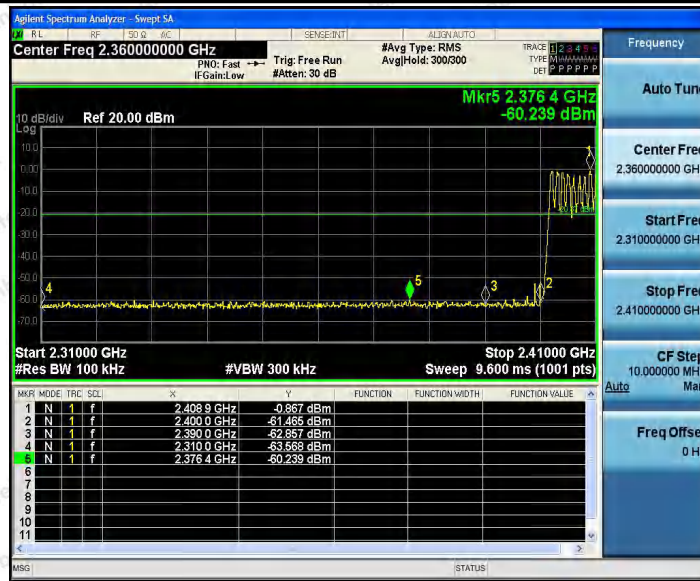 Agilent Spectrum Analyzer - Swept SA
RL RF 50 Ω AC SENSE:INT ALIGN AUTO
Center Freq 2.360000000 GHz
PNO: Fast
IFGain:Low
Trig: Free Run
#Atten: 30 dB
#Avg Type: RMS
Avg|Hold: 300/300
TRACE 1 2 3 4 5 6
TYPE M
DET P P P P P P
Mkr5 2.376 4 GHz
-60.239 dBm
10 dB/div Ref 20.00 dBm
Log
10.0
0.00
-10.0
-20.0
-30.0
-40.0
-50.0
-60.0
-70.0
1
2
3
4
5
Start 2.31000 GHz Stop 2.41000 GHz
#Res BW 100 kHz #VBW 300 kHz Sweep 9.600 ms (1001 pts)
MKR MODE TRC SCL X Y FUNCTION FUNCTION WIDTH FUNCTION VALUE
1 N 1 f 2.408 9 GHz -0.867 dBm
2 N 1 f 2.400 0 GHz -61.465 dBm
3 N 1 f 2.390 0 GHz -62.857 dBm
4 N 1 f 2.310 0 GHz -63.568 dBm
5 N 1 f 2.376 4 GHz -60.239 dBm
6
7
8
9
10
11
MSG STATUS
Frequency
Auto Tun
Center Fre
2.360000000 GH
Start Fre
2.310000000 GH
Stop Fre
2.410000000 GH
CF Ste
10.000000 MH
Auto Ma
Freq Offse
0 H